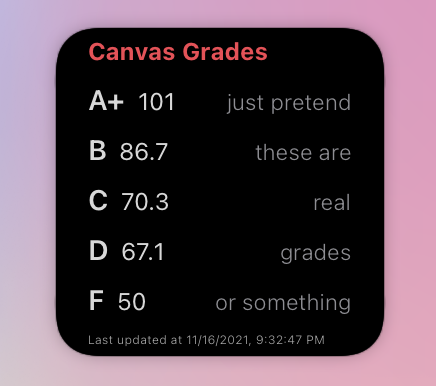 Canvas Grades
A+ 101 just pretend
B 86.7 these are
C 70.3 real
D 67.1 grades
F 50 or something
Last updated at 11/16/2021, 9:32:47 PM